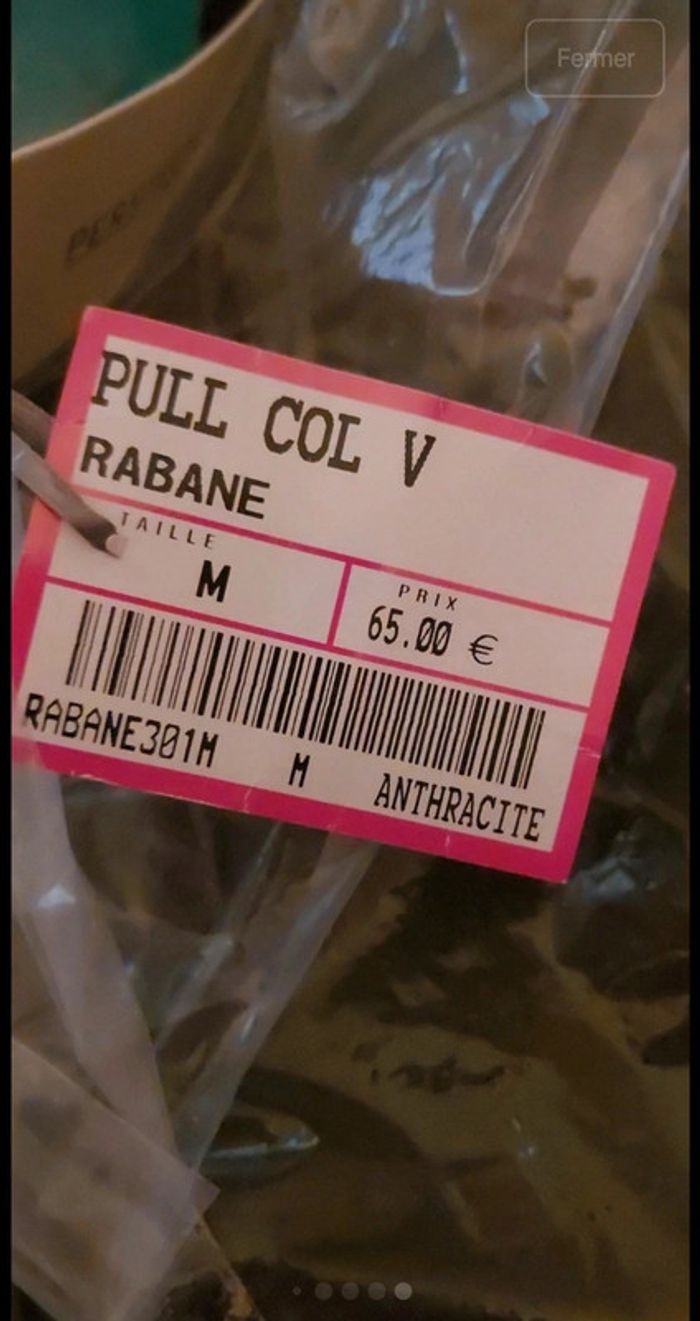 Fermer
PULL COL V
RABANE
TAILLE
M
PRIX
65.00 €
RABANE301M M ANTHRACITE